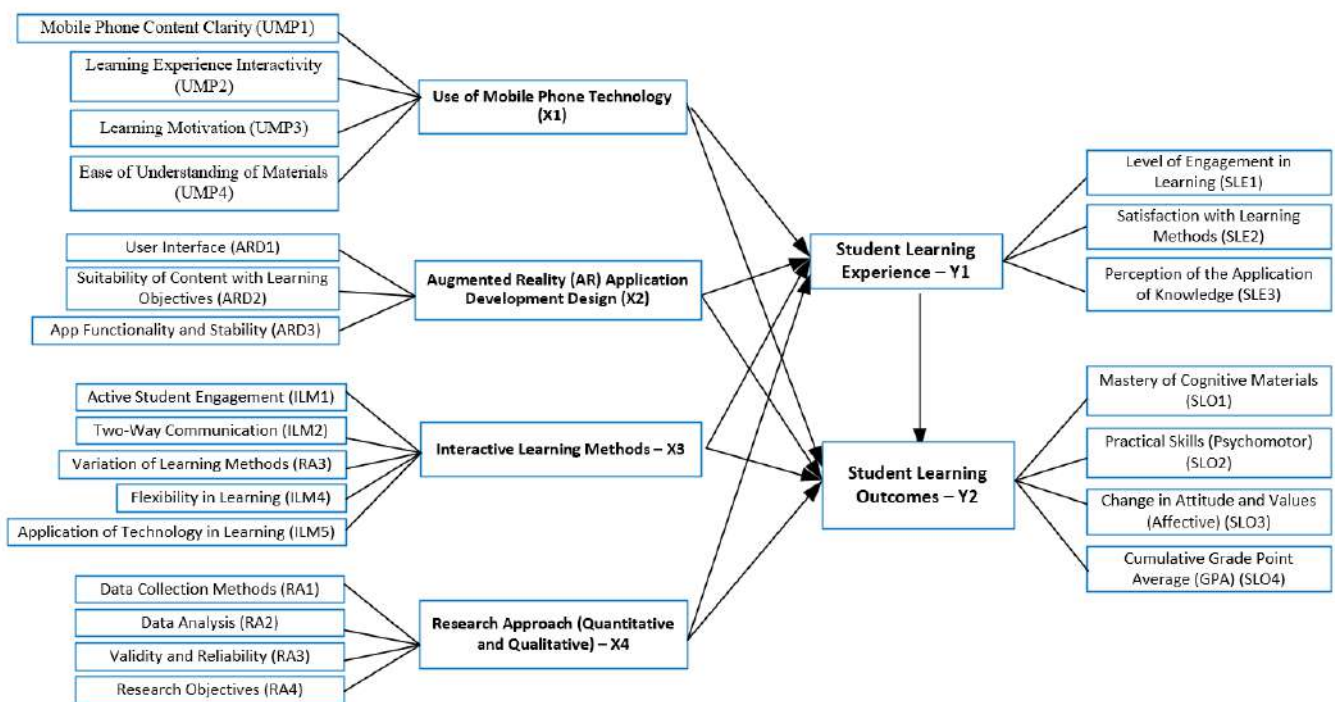 Mobile Phone Content Clarity (UMP1)
Learning Experience Interactivity
(UMP2)
Learning Motivation (UMP3)
Ease of Understanding of Materials
(UMP4)
Use of Mobile Phone Technology
(X1)
User Interface (ARD1)
Suitability of Content with Learning
Objectives (ARD2)
App Functionality and Stability (ARD3)
Augmented Reality (AR) Application
Development Design (X2)
Active Student Engagement (ILM1)
Two-Way Communication (ILM2)
Variation of Learning Methods (RA3)
Flexibility in Learning (ILM4)
Application of Technology in Learning (ILM5)
Interactive Learning Methods – X3
Data Collection Methods (RA1)
Data Analysis (RA2)
Validity and Reliability (RA3)
Research Objectives (RA4)
Research Approach (Quantitative
and Qualitative) – X4
Student Learning
Experience – Y1
Student Learning
Outcomes – Y2
Level of Engagement in
Learning (SLE1)
Satisfaction with Learning
Methods (SLE2)
Perception of the Application
of Knowledge (SLE3)
Mastery of Cognitive Materials
(SLO1)
Practical Skills (Psychomotor)
(SLO2)
Change in Attitude and Values
(Affective) (SLO3)
Cumulative Grade Point
Average (GPA) (SLO4)